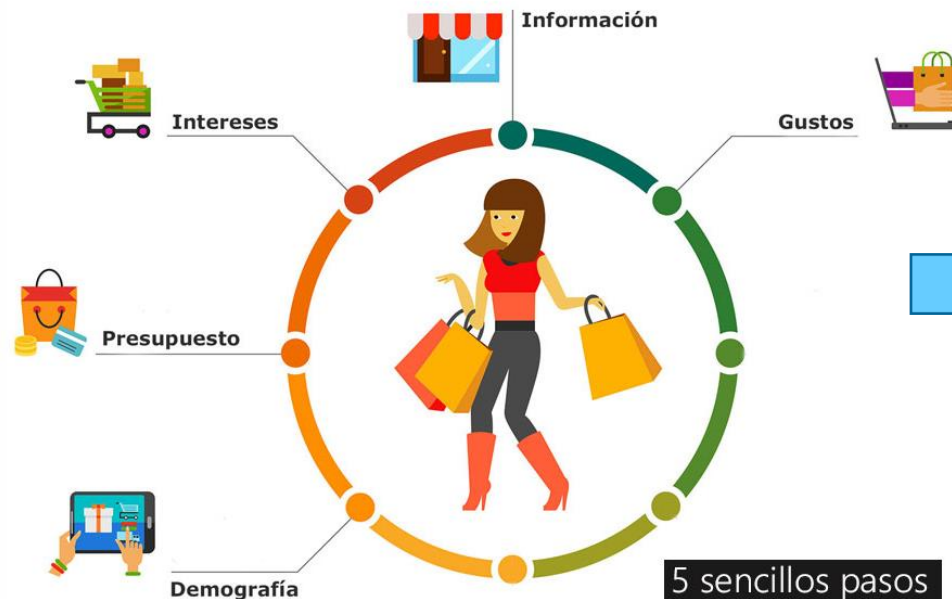 Información
Intereses
Gustos
Presupuesto
Demografía
5 sencillos pasos